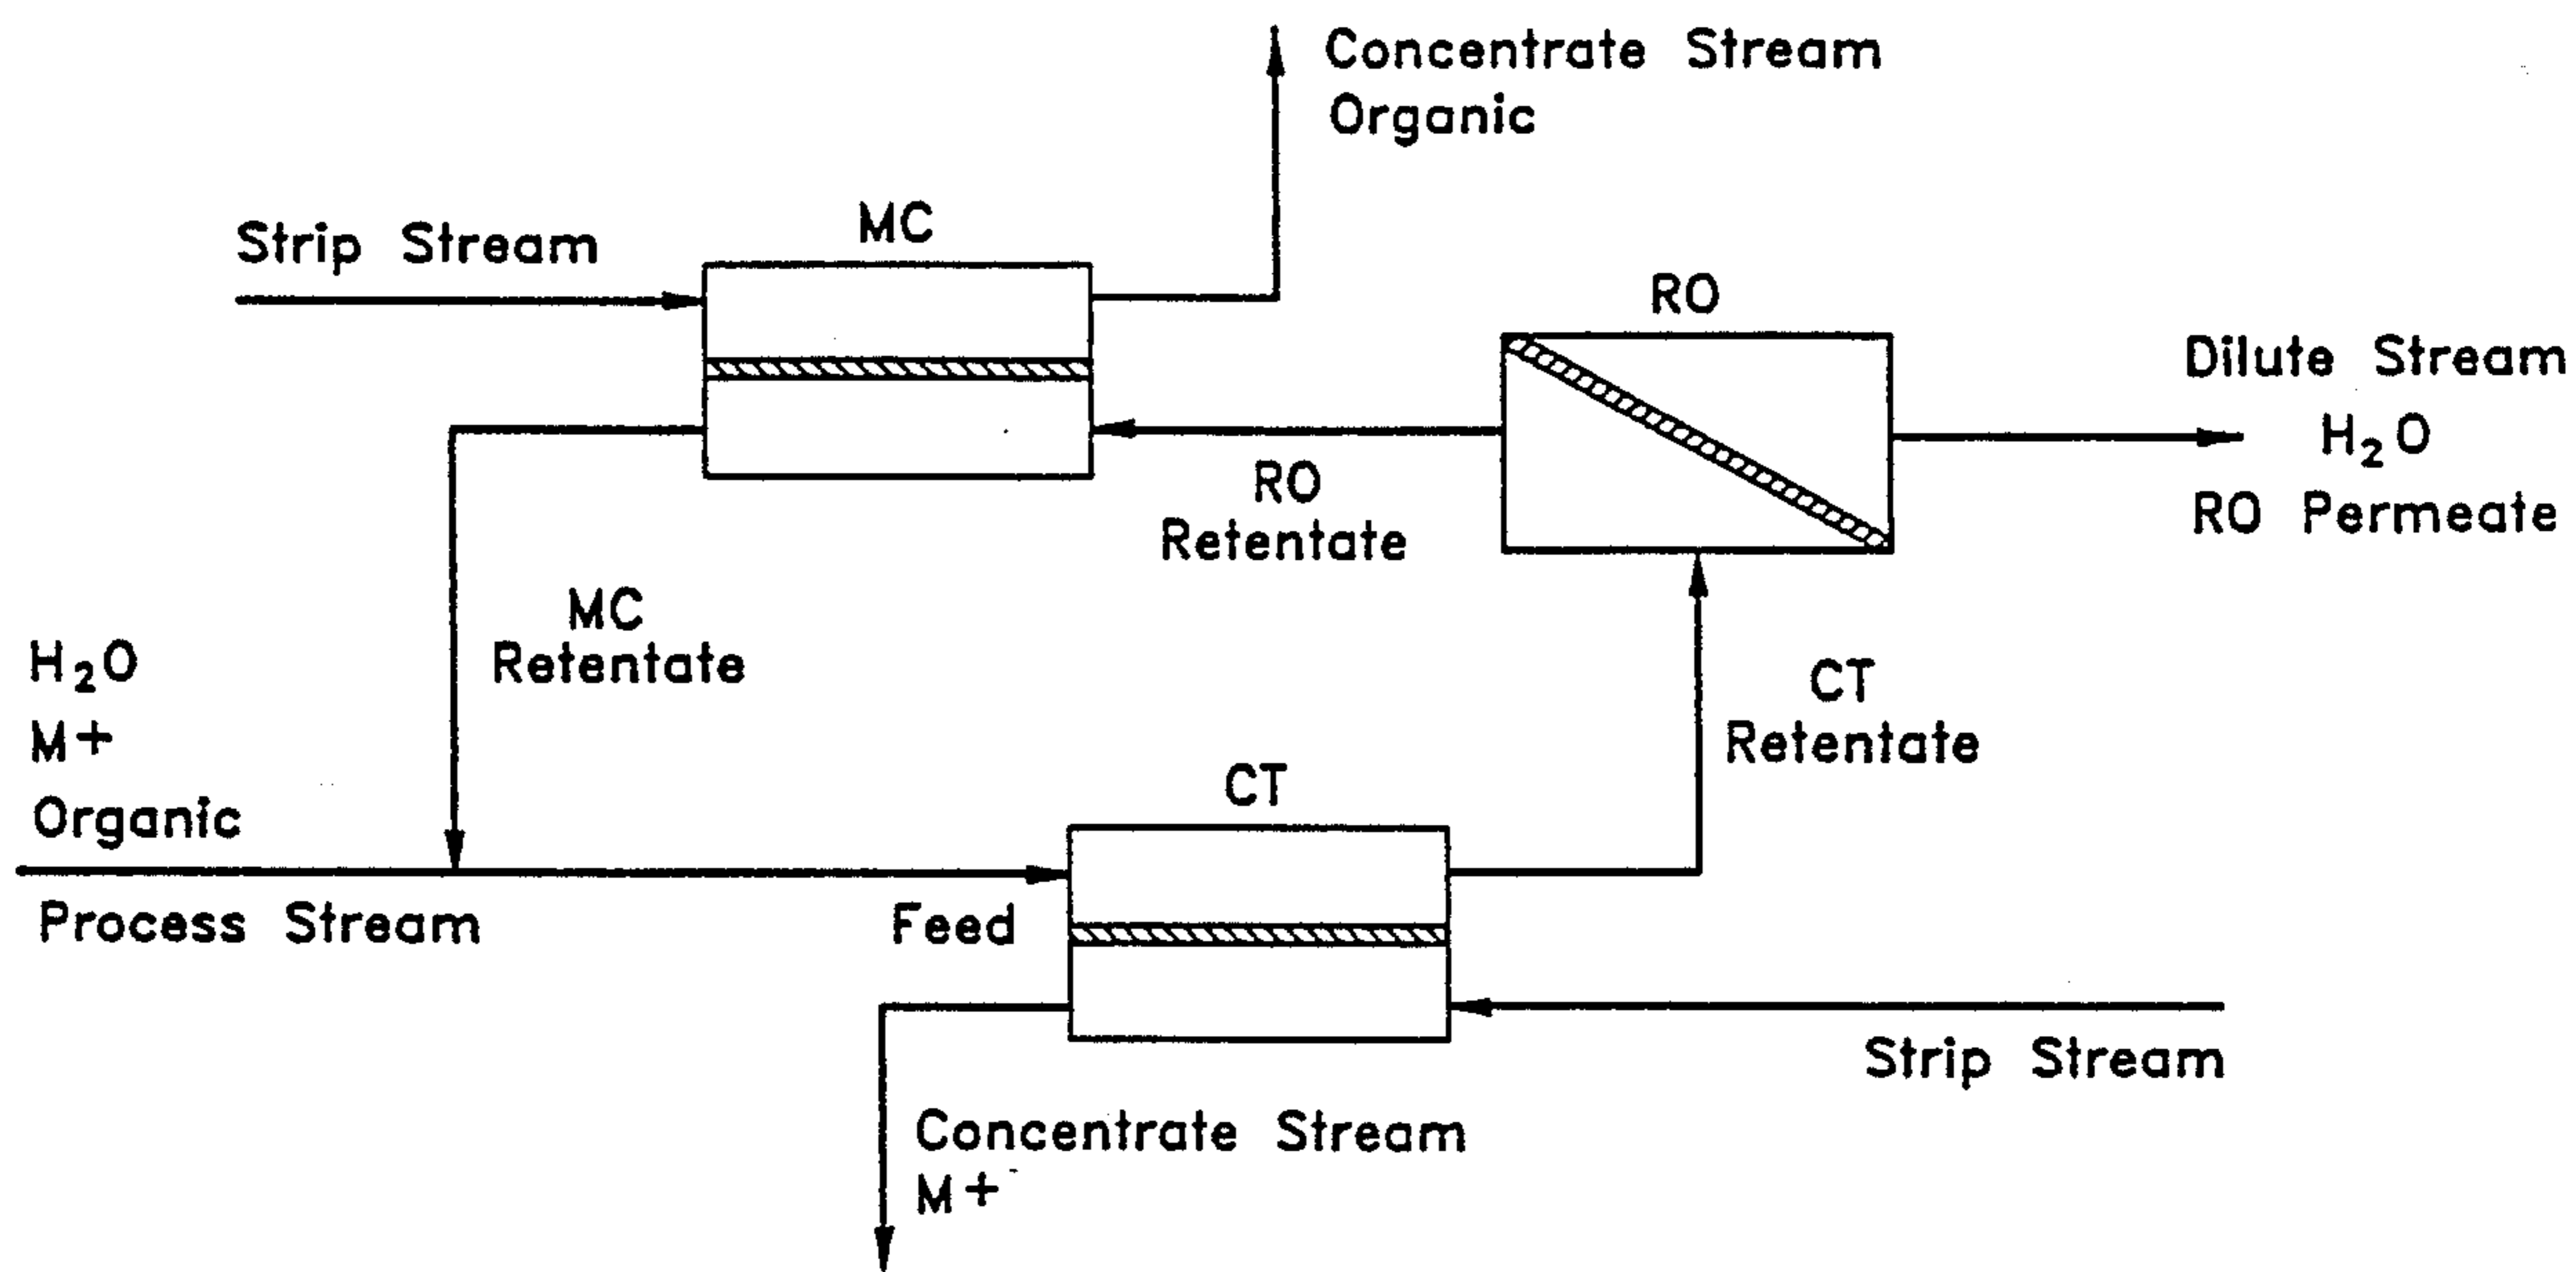 Concentrate Stream
Organic
MC
Strip Stream
RO
Dilute Stream
H₂O
RO Permeate
RO
Retentate
MC
Retentate
H₂O
M+
Organic
CT
Retentate
CT
Process Stream
Feed
Strip Stream
Concentrate Stream
M+